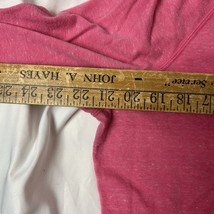 Service"
JOHN A. HAYES
25 24 23 22 21 20 19 18 17